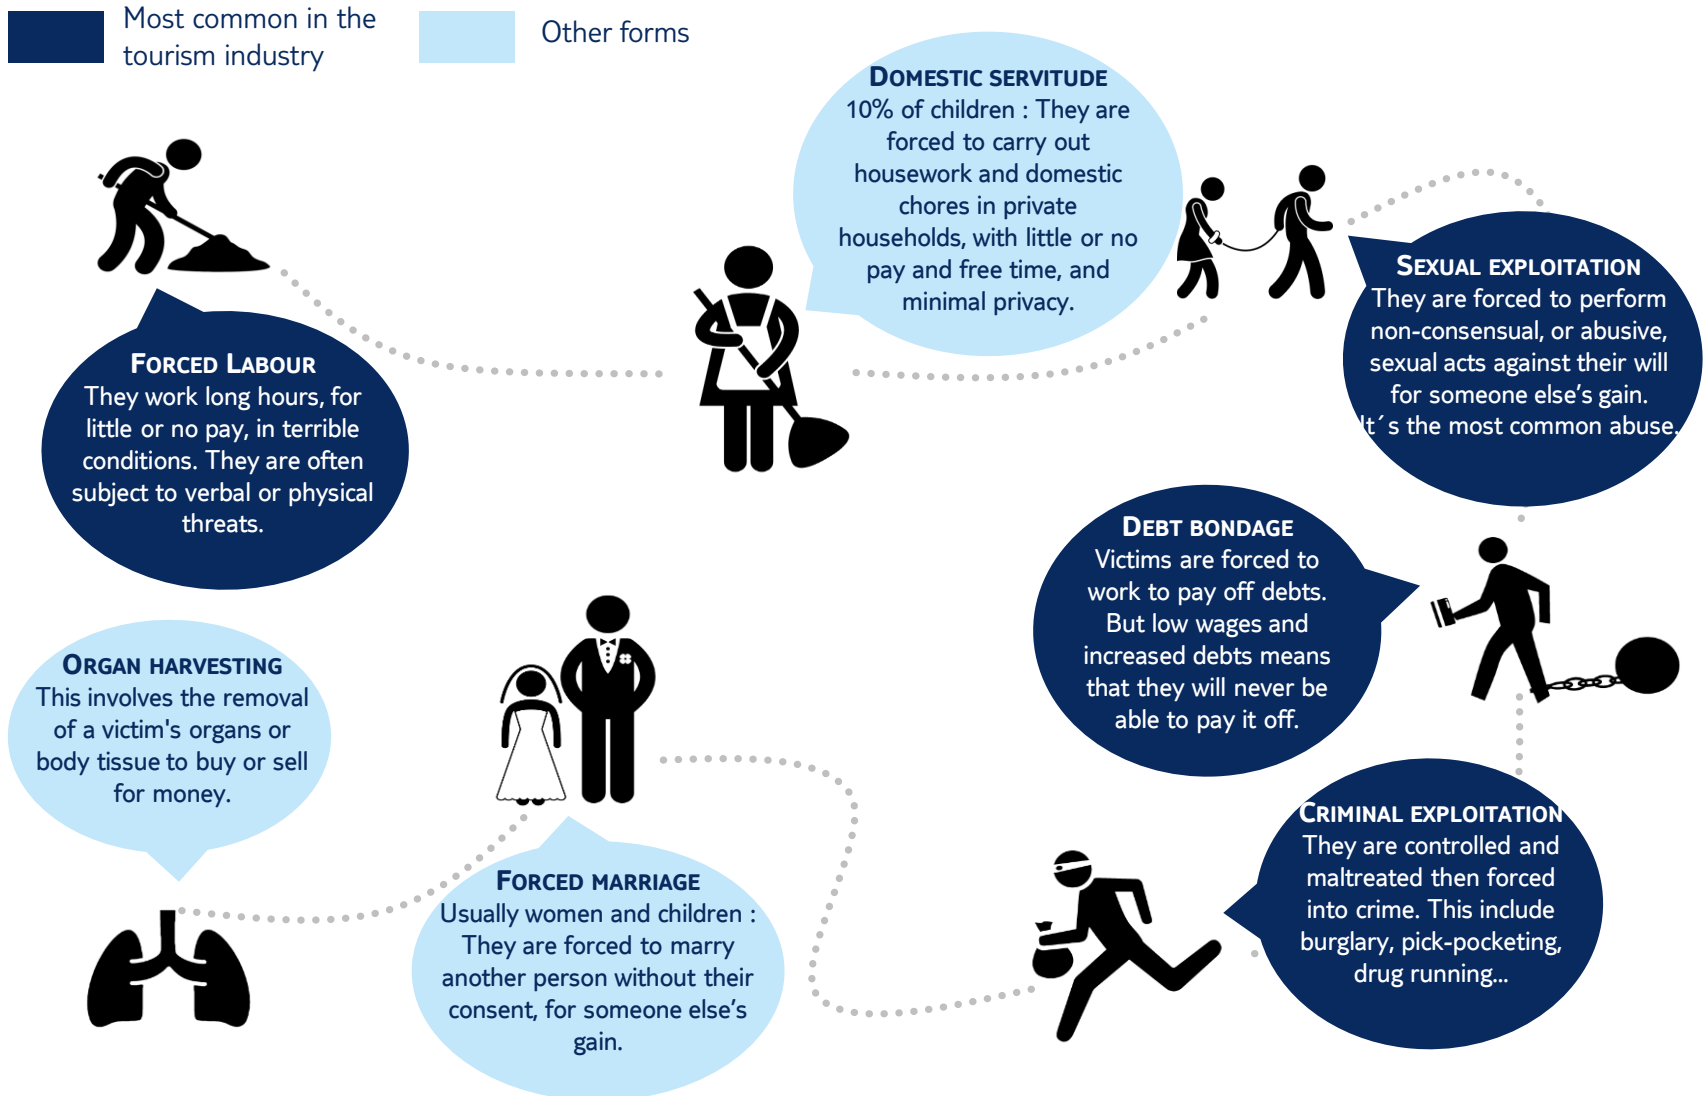 Most common in the
tourism industry
Other forms
DOMESTIC SERVITUDE
10% of children : They are
forced to carry out
housework and domestic
chores in private
households, with little or no
pay and free time, and
minimal privacy.
SEXUAL EXPLOITATION
They are forced to perform
non-consensual, or abusive,
sexual acts against their will
for someone else’s gain.
It´s the most common abuse.
FORCED LABOUR
They work long hours, for
little or no pay, in terrible
conditions. They are often
subject to verbal or physical
threats.
DEBT BONDAGE
Victims are forced to
work to pay off debts.
But low wages and
increased debts means
that they will never be
able to pay it off.
ORGAN HARVESTING
This involves the removal
of a victim's organs or
body tissue to buy or sell
for money.
CRIMINAL EXPLOITATION
They are controlled and
maltreated then forced
into crime. This include
burglary, pick-pocketing,
drug running...
FORCED MARRIAGE
Usually women and children :
They are forced to marry
another person without their
consent, for someone else’s
gain.